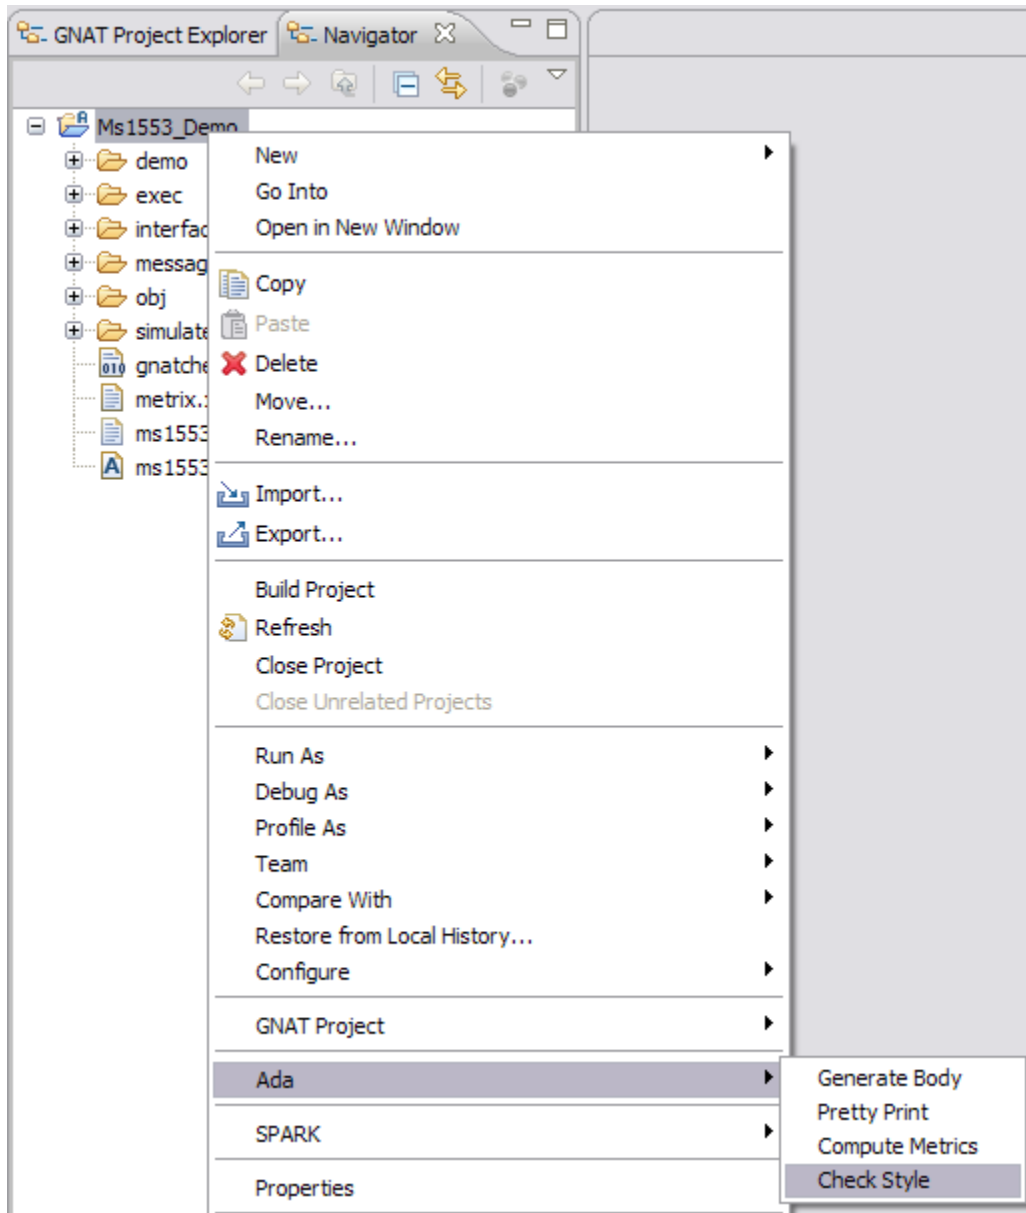 GNAT Project Explorer
Navigator
Ms1553_Demo
demo
exec
interfac
messag
obj
simulate
gnatche
metrix.
ms1553
ms1553
New
Go Into
Open in New Window
Copy
Paste
Delete
Move...
Rename...
Import...
Export...
Build Project
Refresh
Close Project
Close Unrelated Projects
Run As
Debug As
Profile As
Team
Compare With
Restore from Local History...
Configure
GNAT Project
Ada
SPARK
Properties
Generate Body
Pretty Print
Compute Metrics
Check Style